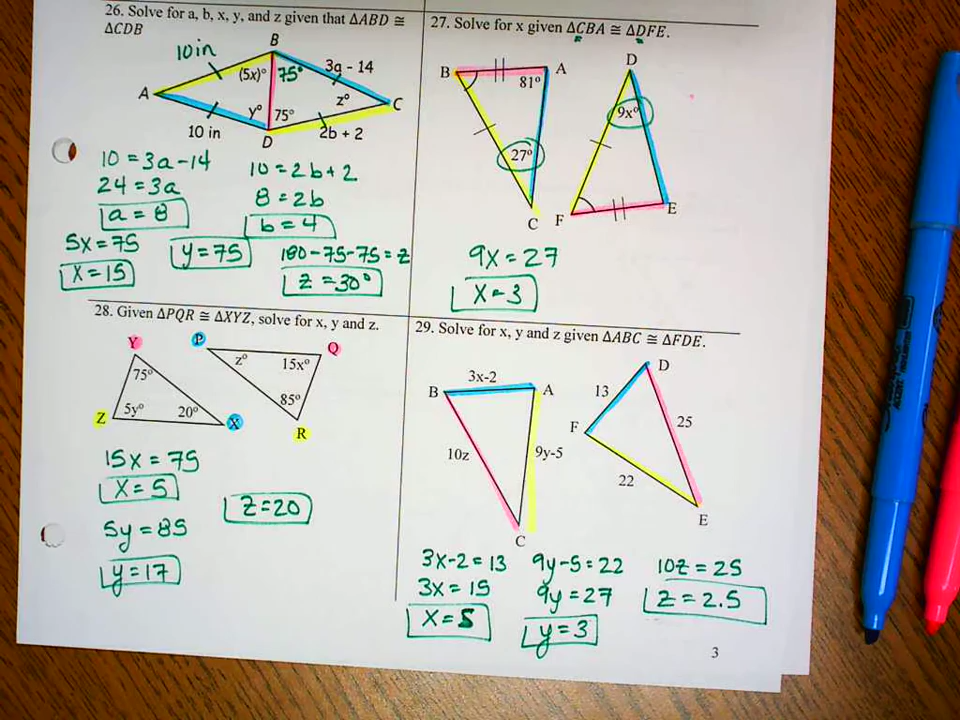 26. Solve for a, b, x, y, and z given that ΔABD ≅
ΔCDB
10in
B
(5x)°
75°
3a - 14
A
y°
75°
z°
C
10 in
D
2b + 2
10 = 3a-14
24 = 3a
a = 8
10 = 2b+2
8 = 2b
b = 4
5x = 75
x = 15
y = 75
180-75-75 = z
z = 30°
27. Solve for x given ΔCBA ≅ ΔDFE.
B
A
81°
27°
C
D
9x°
F
E
9x = 27
x = 3
28. Given ΔPQR ≅ ΔXYZ, solve for x, y and z.
Y
75°
Z
5y°
20°
X
P
z°
15x°
Q
85°
R
15x = 75
x = 5
z = 20
5y = 85
y = 17
29. Solve for x, y and z given ΔABC ≅ ΔFDE.
3x-2
B
A
10z
9y-5
C
D
13
F
25
22
E
3x-2 = 13
3x = 15
x = 5
9y-5 = 22
9y = 27
y = 3
10z = 25
z = 2.5
3